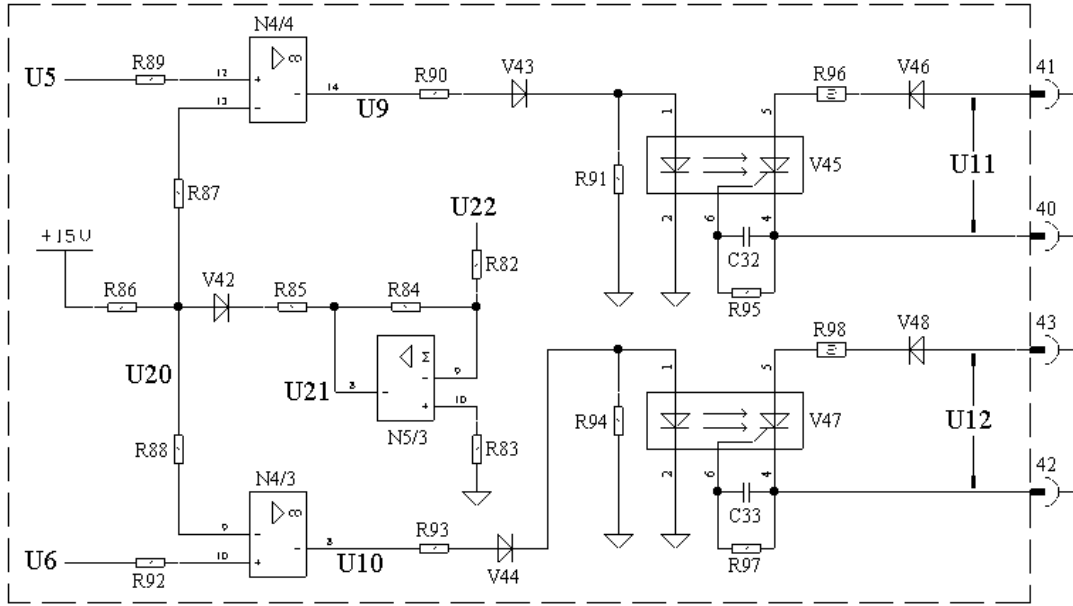 N4/4
R89
U5
12
+
8
13
-
-
14
U9
R90
V43
R96
V46
41
1
5
V45
R91
2
6
4
C32
R95
U11
40
R87
U22
R82
+15V
R86
V42
R85
R84
Σ
U20
U21
8
-
-
9
+
10
N5/3
R83
R88
N4/3
9
-
8
-
8
U6
10
+
R92
U10
R93
V44
R98
V48
43
1
5
V47
R94
2
6
4
C33
R97
U12
42